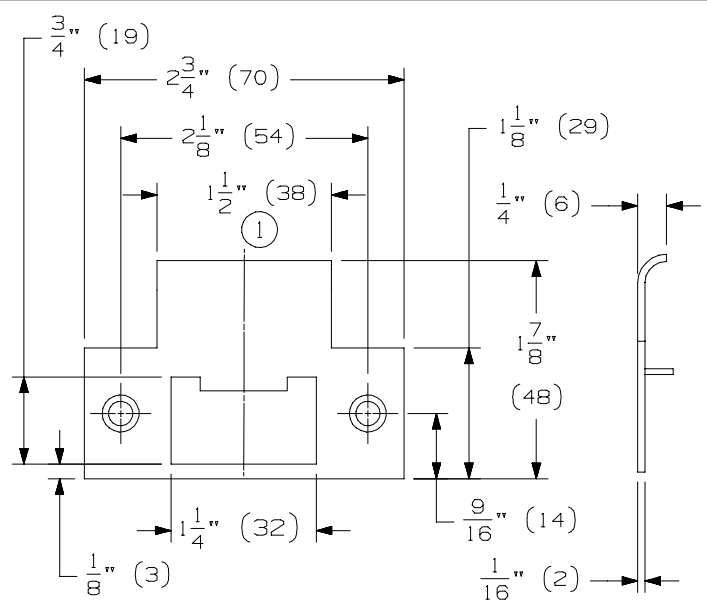 3/4" (19)
2 3/4" (70)
2 1/8" (54)
1 1/8" (29)
1 1/2" (38)
1/4" (6)
1
1 7/8"
(48)
9/16" (14)
1 1/4" (32)
1/8" (3)
1/16" (2)